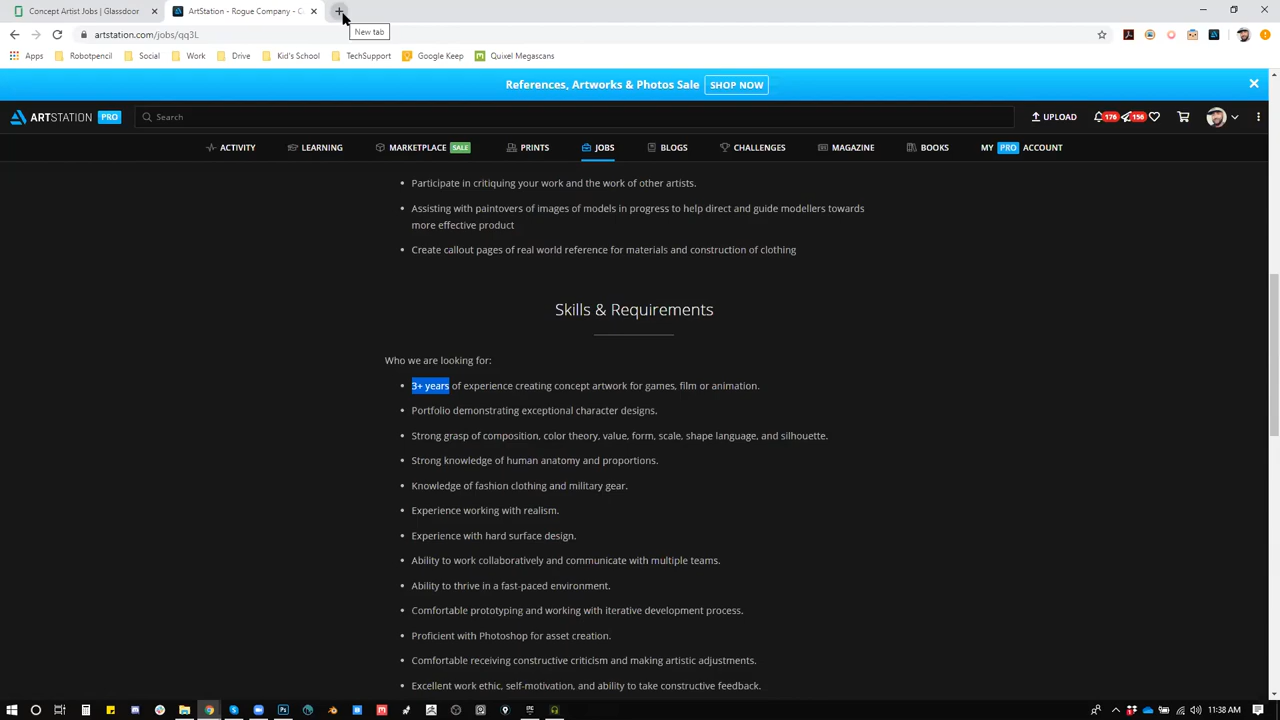 Concept Artist Jobs | Glassdoor
ArtStation - Rogue Company - C
New tab
artstation.com/jobs/qq3L
Apps
Robotpencil
Social
Work
Drive
Kid's School
TechSupport
Google Keep
Quixel Megascans
References, Artworks & Photos Sale SHOP NOW
ARTSTATION PRO
Search
UPLOAD
176
156
ACTIVITY
LEARNING
MARKETPLACE SALE
PRINTS
JOBS
BLOGS
CHALLENGES
MAGAZINE
BOOKS
MY PRO ACCOUNT
• Participate in critiquing your work and the work of other artists.
• Assisting with paintovers of images of models in progress to help direct and guide modellers towards
more effective product
• Create callout pages of real world reference for materials and construction of clothing
Skills & Requirements
Who we are looking for:
• 3+ years of experience creating concept artwork for games, film or animation.
• Portfolio demonstrating exceptional character designs.
• Strong grasp of composition, color theory, value, form, scale, shape language, and silhouette.
• Strong knowledge of human anatomy and proportions.
• Knowledge of fashion clothing and military gear.
• Experience working with realism.
• Experience with hard surface design.
• Ability to work collaboratively and communicate with multiple teams.
• Ability to thrive in a fast-paced environment.
• Comfortable prototyping and working with iterative development process.
• Proficient with Photoshop for asset creation.
• Comfortable receiving constructive criticism and making artistic adjustments.
• Excellent work ethic, self-motivation, and ability to take constructive feedback.
11:38 AM